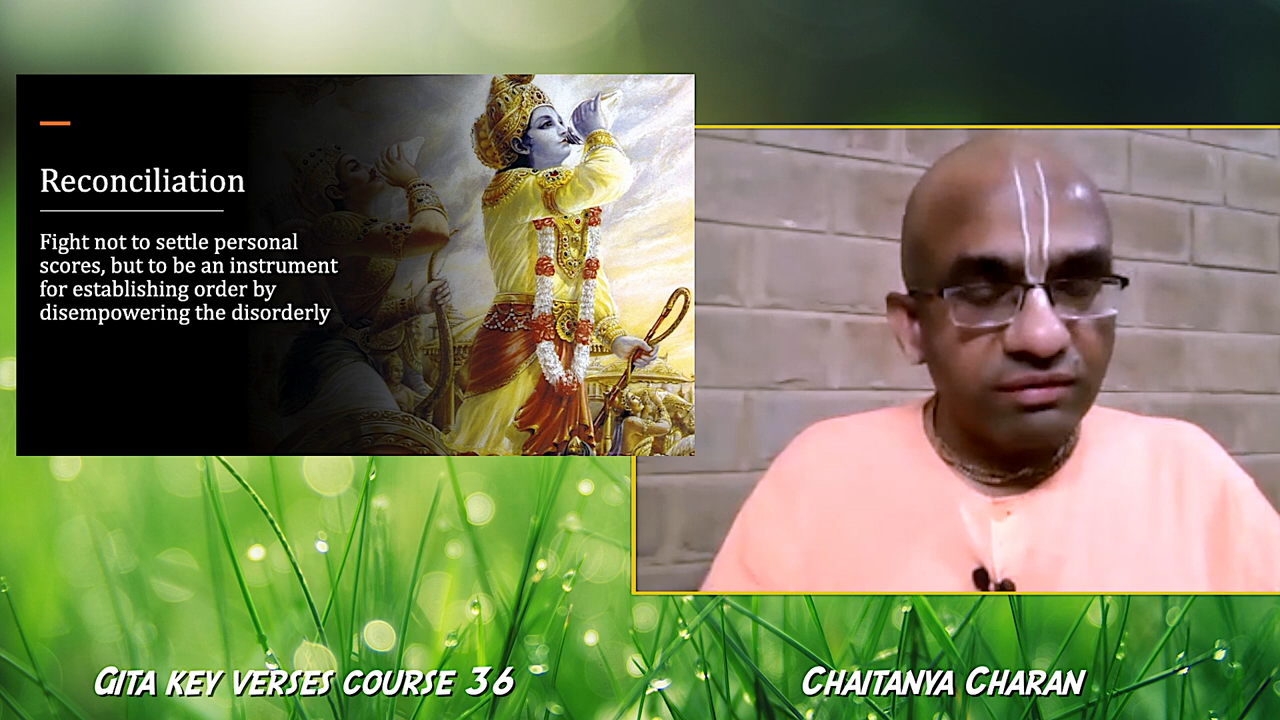 Reconciliation
Fight not to settle personal
scores, but to be an instrument
for establishing order by
disempowering the disorderly
Gita key verses course 36
Chaitanya Charan